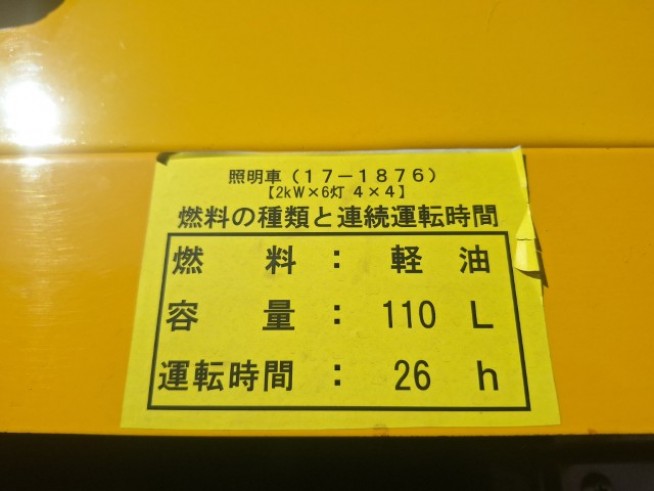 照明車(17-1876)
【2kW×6灯 4×4】
燃料の種類と連続運転時間
燃料:軽油
容量:110 L
運転時間:26 h